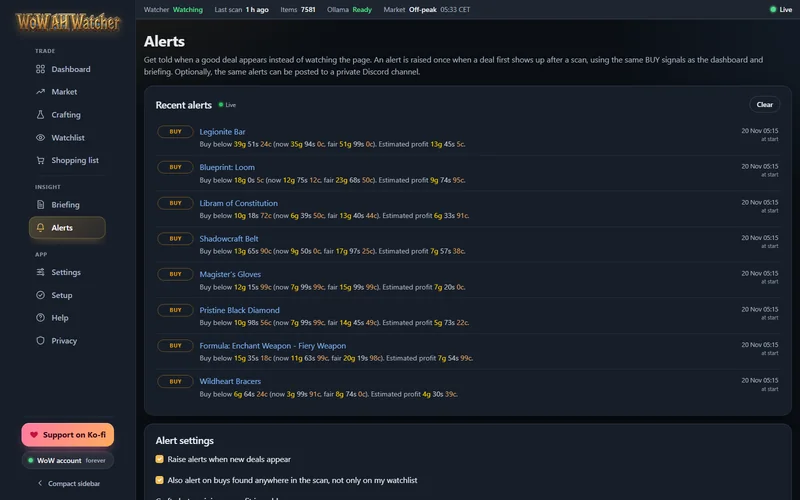 WoW AH Watcher
Watcher Watching Last scan 1 h ago Items 7581 Ollama Ready Market Off-peak 05:33 CET Live
TRADE
Dashboard
Market
Crafting
Watchlist
Shopping list
INSIGHT
Briefing
Alerts
APP
Settings
Setup
Help
Privacy
Support on Ko-fi
WoW account forever
Compact sidebar
Alerts
Get told when a good deal appears instead of watching the page. An alert is raised once when a deal first shows up after a scan, using the same BUY signals as the dashboard and
briefing. Optionally, the same alerts can be posted to a private Discord channel.
Recent alerts Live Clear
BUY Legionite Bar 20 Nov 05:15
Buy below 39g 51s 24c (now 35g 94s 0c, fair 51g 99s 0c). Estimated profit 13g 45s 5c. at start
BUY Blueprint: Loom 20 Nov 05:15
Buy below 18g 0s 5c (now 12g 75s 12c, fair 23g 68s 50c). Estimated profit 9g 74s 95c. at start
BUY Libram of Constitution 20 Nov 05:15
Buy below 10g 18s 72c (now 6g 39s 50c, fair 13g 40s 44c). Estimated profit 6g 33s 91c. at start
BUY Shadowcraft Belt 20 Nov 05:15
Buy below 13g 65s 90c (now 9g 50s 0c, fair 17g 97s 25c). Estimated profit 7g 57s 38c. at start
BUY Magister's Gloves 20 Nov 05:15
Buy below 12g 15s 99c (now 7g 99s 99c, fair 15g 99s 99c). Estimated profit 7g 20s 0c. at start
BUY Pristine Black Diamond 20 Nov 05:15
Buy below 10g 98s 56c (now 7g 99s 99c, fair 14g 45s 49c). Estimated profit 5g 73s 22c. at start
BUY Formula: Enchant Weapon - Fiery Weapon 20 Nov 05:15
Buy below 15g 35s 18c (now 11g 63s 99c, fair 20g 19s 98c). Estimated profit 7g 54s 99c. at start
BUY Wildheart Bracers 20 Nov 05:15
Buy below 6g 64s 24c (now 3g 99s 91c, fair 8g 74s 0c). Estimated profit 4g 30s 39c. at start
Alert settings
Raise alerts when new deals appear
Also alert on buys found anywhere in the scan, not only on my watchlist